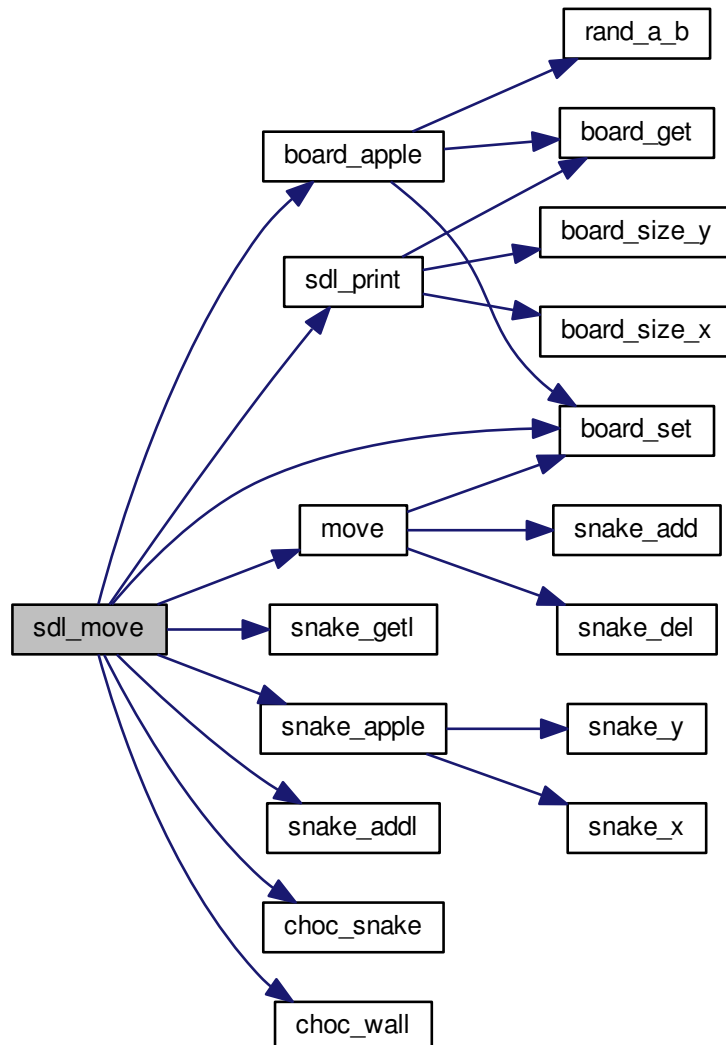 rand_a_b
board_get
board_apple
board_size_y
sdl_print
board_size_x
board_set
move
snake_add
sdl_move
snake_getl
snake_del
snake_apple
snake_y
snake_addl
snake_x
choc_snake
choc_wall